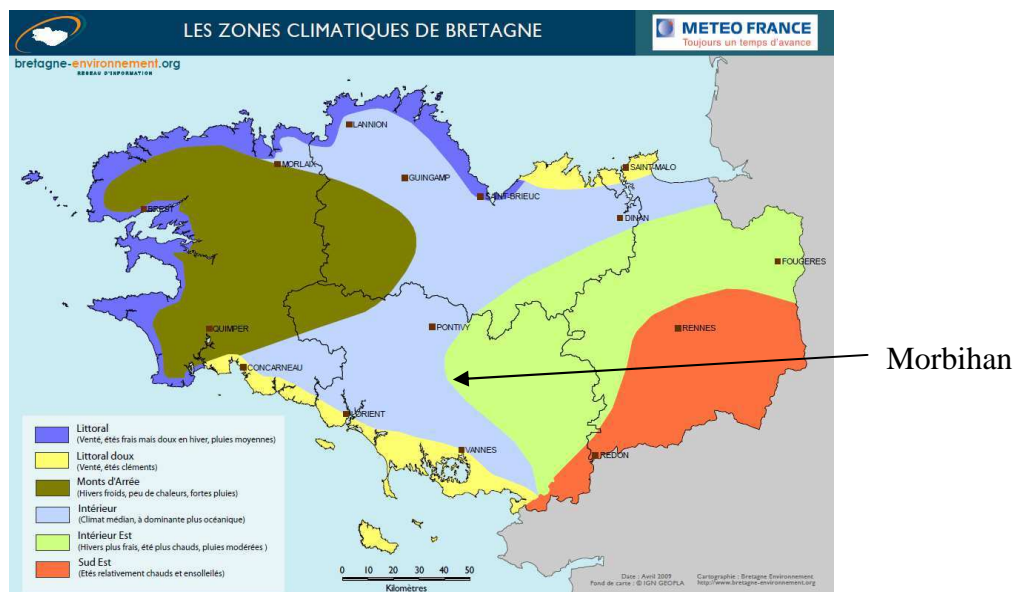 LES ZONES CLIMATIQUES DE BRETAGNE
METEO FRANCE
Toujours un temps d'avance
bretagne-environnement.org
RESEAU D'INFORMATION
LANNION
MORLAIX
GUINGAMP
SAINT-MALO
SAINT-BRIEUC
BREST
DINAN
FOUGERES
QUIMPER
PONTIVY
RENNES
Morbihan
CONCARNEAU
LORIENT
VANNES
REDON
Littoral
(Venté, étés frais mais doux en hiver, pluies moyennes)
Littoral doux
(Venté, étés cléments)
Monts d'Arrée
(Hivers froids, peu de chaleurs, fortes pluies)
Intérieur
(Climat médian, à dominante plus océanique)
Intérieur Est
(Hivers plus frais, été plus chauds, pluies modérées )
Sud Est
(Etés relativement chauds et ensolleilés)
0 10 20 30 40 50
Kilomètres
Date : Avril 2009 Cartographie : Bretagne Environnement
Fond de carte : © IGN GEOFLA http://www.bretagne-environnement.org